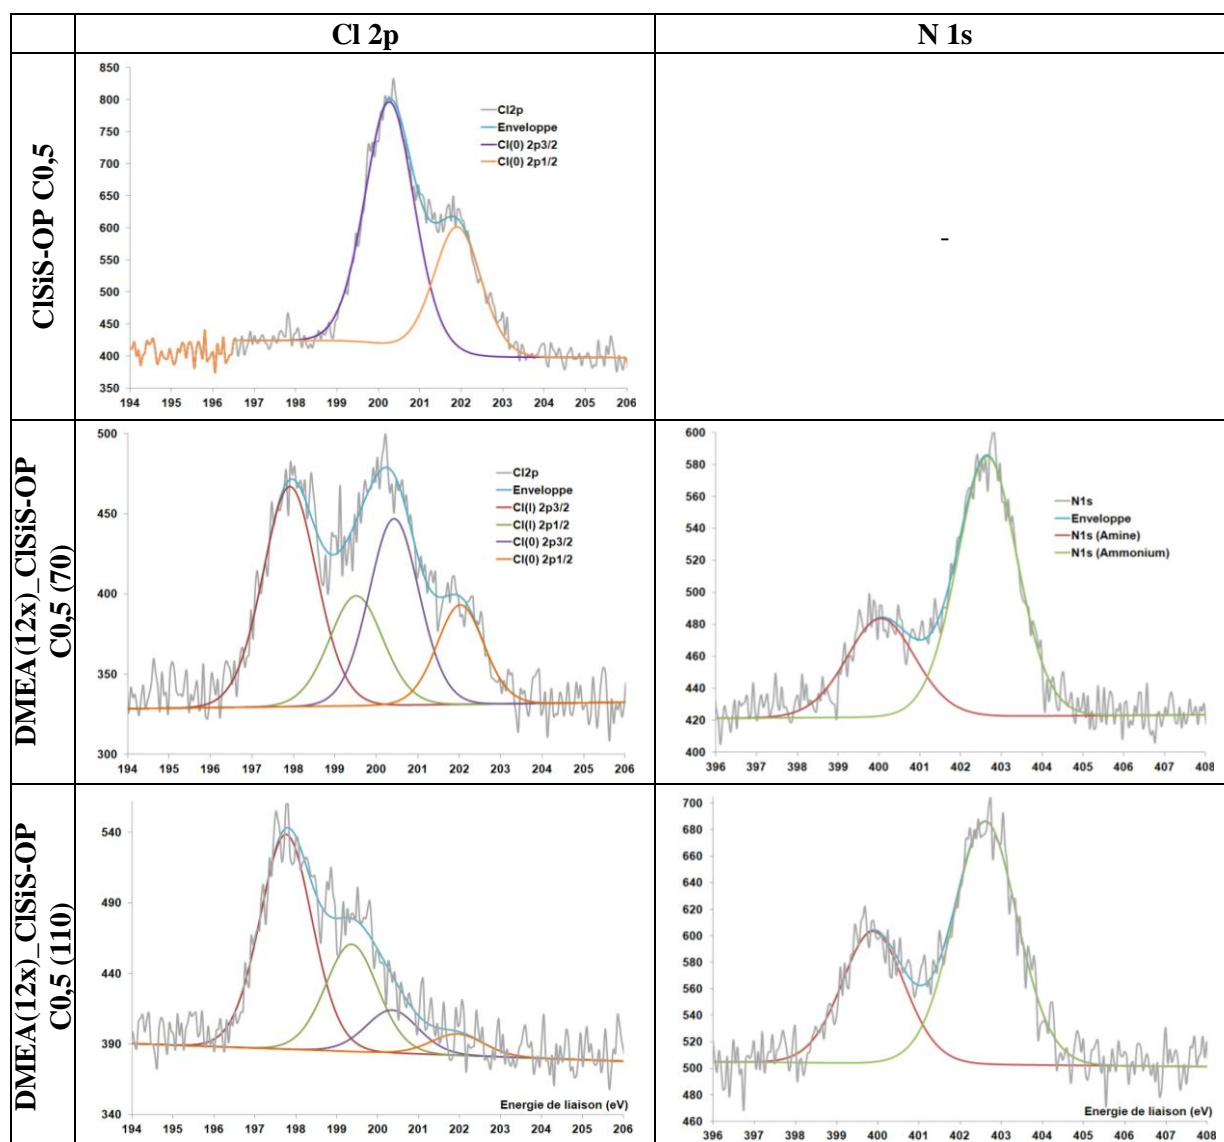 Cl 2p
N 1s
ClSiS-OP C0,5
850
800
750
700
650
600
550
500
450
400
350
194 195 196 197 198 199 200 201 202 203 204 205 206
Cl2p
Enveloppe
Cl(0) 2p3/2
Cl(0) 2p1/2
-
DMEA(12x)_ClSiS-OP
C0,5 (70)
500
450
400
350
300
194 195 196 197 198 199 200 201 202 203 204 205 206
Cl2p
Enveloppe
Cl(I) 2p3/2
Cl(I) 2p1/2
Cl(0) 2p3/2
Cl(0) 2p1/2
600
580
560
540
520
500
480
460
440
420
400
396 397 398 399 400 401 402 403 404 405 406 407 408
N1s
Enveloppe
N1s (Amine)
N1s (Ammonium)
DMEA(12x)_ClSiS-OP
C0,5 (110)
540
490
440
390
340
Energie de liaison (eV)
194 195 196 197 198 199 200 201 202 203 204 205 206
700
680
660
640
620
600
580
560
540
520
500
480
460
Energie de liaison (eV)
396 397 398 399 400 401 402 403 404 405 406 407 408